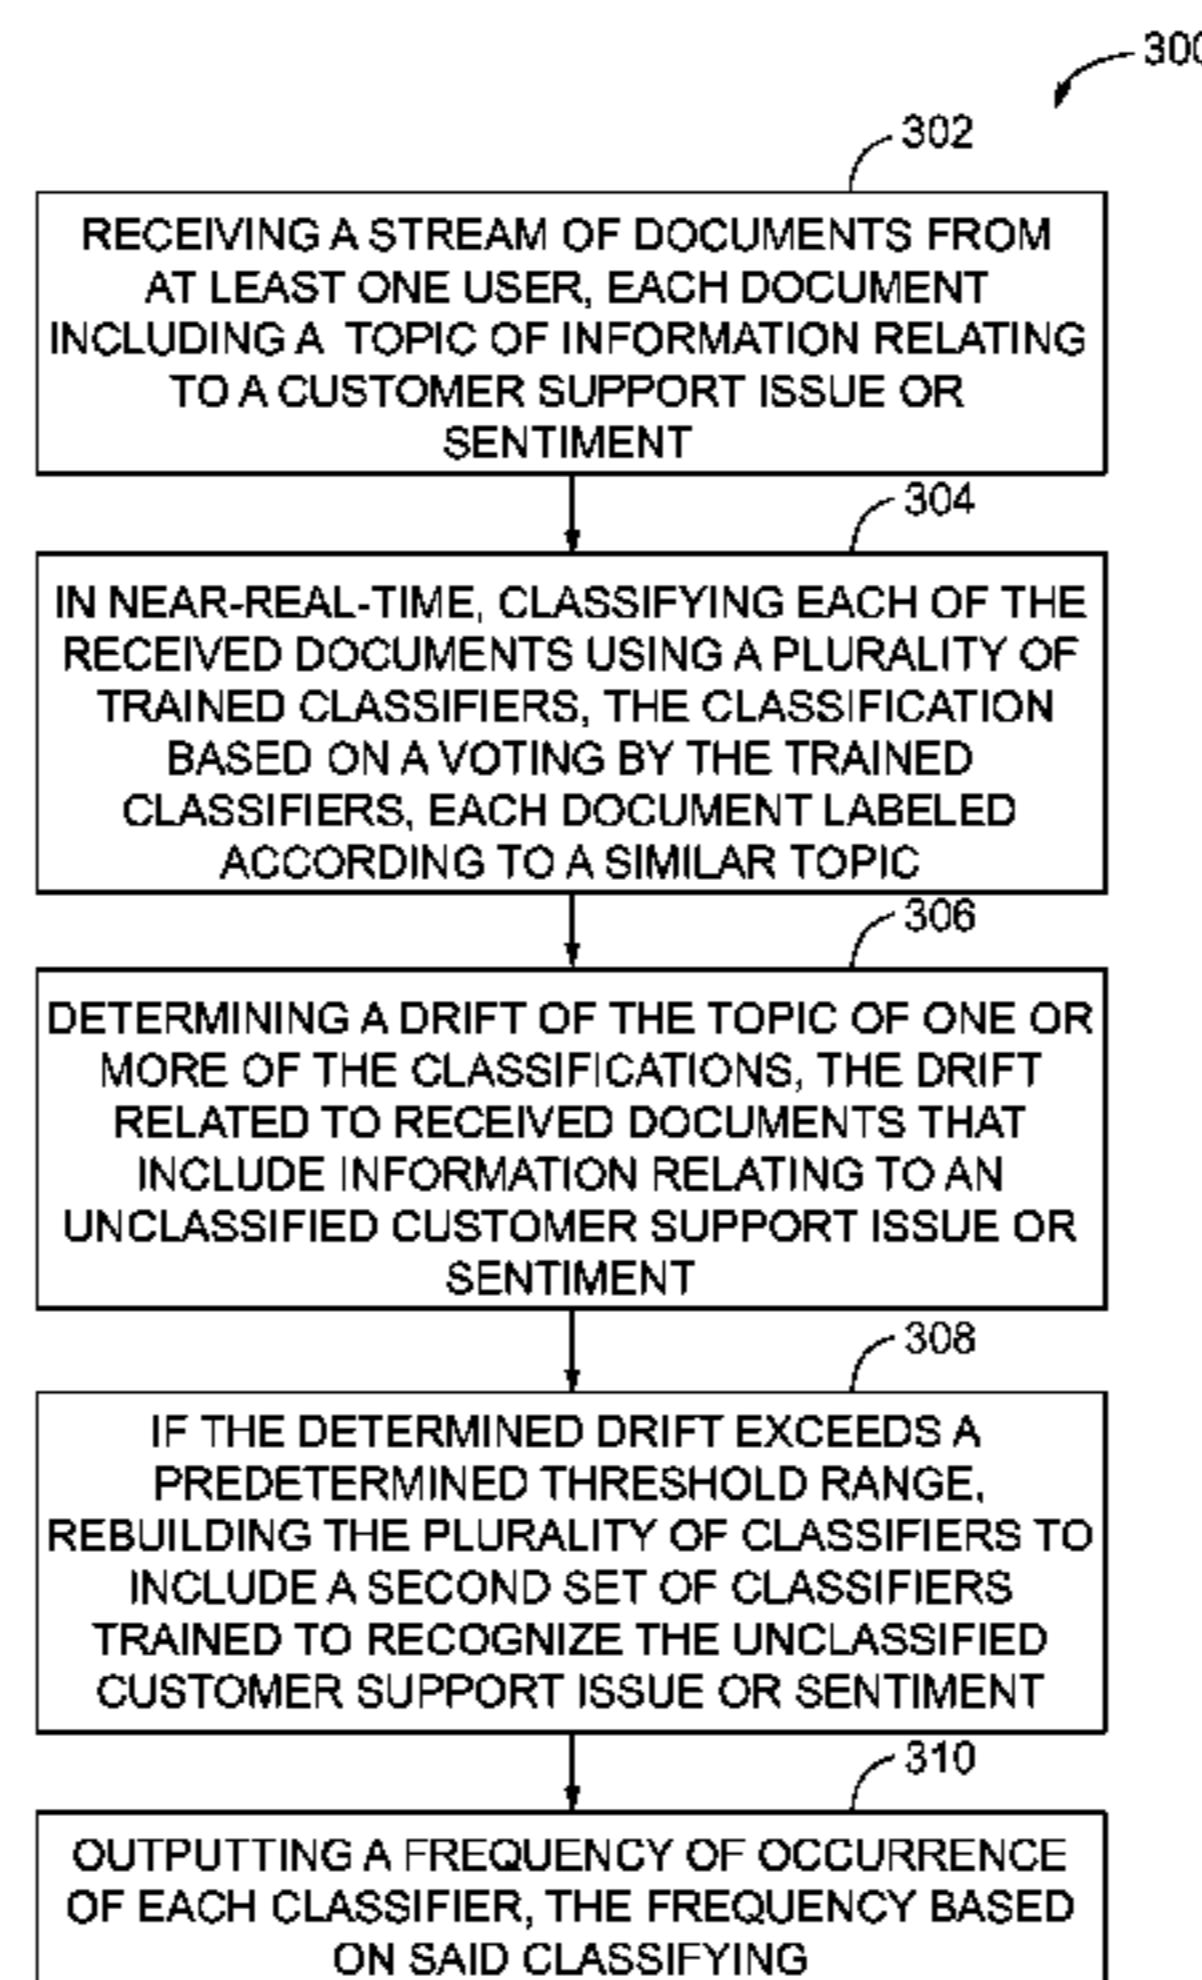 300
302
RECEIVING A STREAM OF DOCUMENTS FROM
AT LEAST ONE USER, EACH DOCUMENT
INCLUDING A TOPIC OF INFORMATION RELATING
TO A CUSTOMER SUPPORT ISSUE OR
SENTIMENT
304
IN NEAR-REAL-TIME, CLASSIFYING EACH OF THE
RECEIVED DOCUMENTS USING A PLURALITY OF
TRAINED CLASSIFIERS, THE CLASSIFICATION
BASED ON A VOTING BY THE TRAINED
CLASSIFIERS, EACH DOCUMENT LABELED
ACCORDING TO A SIMILAR TOPIC
306
DETERMINING A DRIFT OF THE TOPIC OF ONE OR
MORE OF THE CLASSIFICATIONS, THE DRIFT
RELATED TO RECEIVED DOCUMENTS THAT
INCLUDE INFORMATION RELATING TO AN
UNCLASSIFIED CUSTOMER SUPPORT ISSUE OR
SENTIMENT
308
IF THE DETERMINED DRIFT EXCEEDS A
PREDETERMINED THRESHOLD RANGE,
REBUILDING THE PLURALITY OF CLASSIFIERS TO
INCLUDE A SECOND SET OF CLASSIFIERS
TRAINED TO RECOGNIZE THE UNCLASSIFIED
CUSTOMER SUPPORT ISSUE OR SENTIMENT
310
OUTPUTTING A FREQUENCY OF OCCURRENCE
OF EACH CLASSIFIER, THE FREQUENCY BASED
ON SAID CLASSIFYING